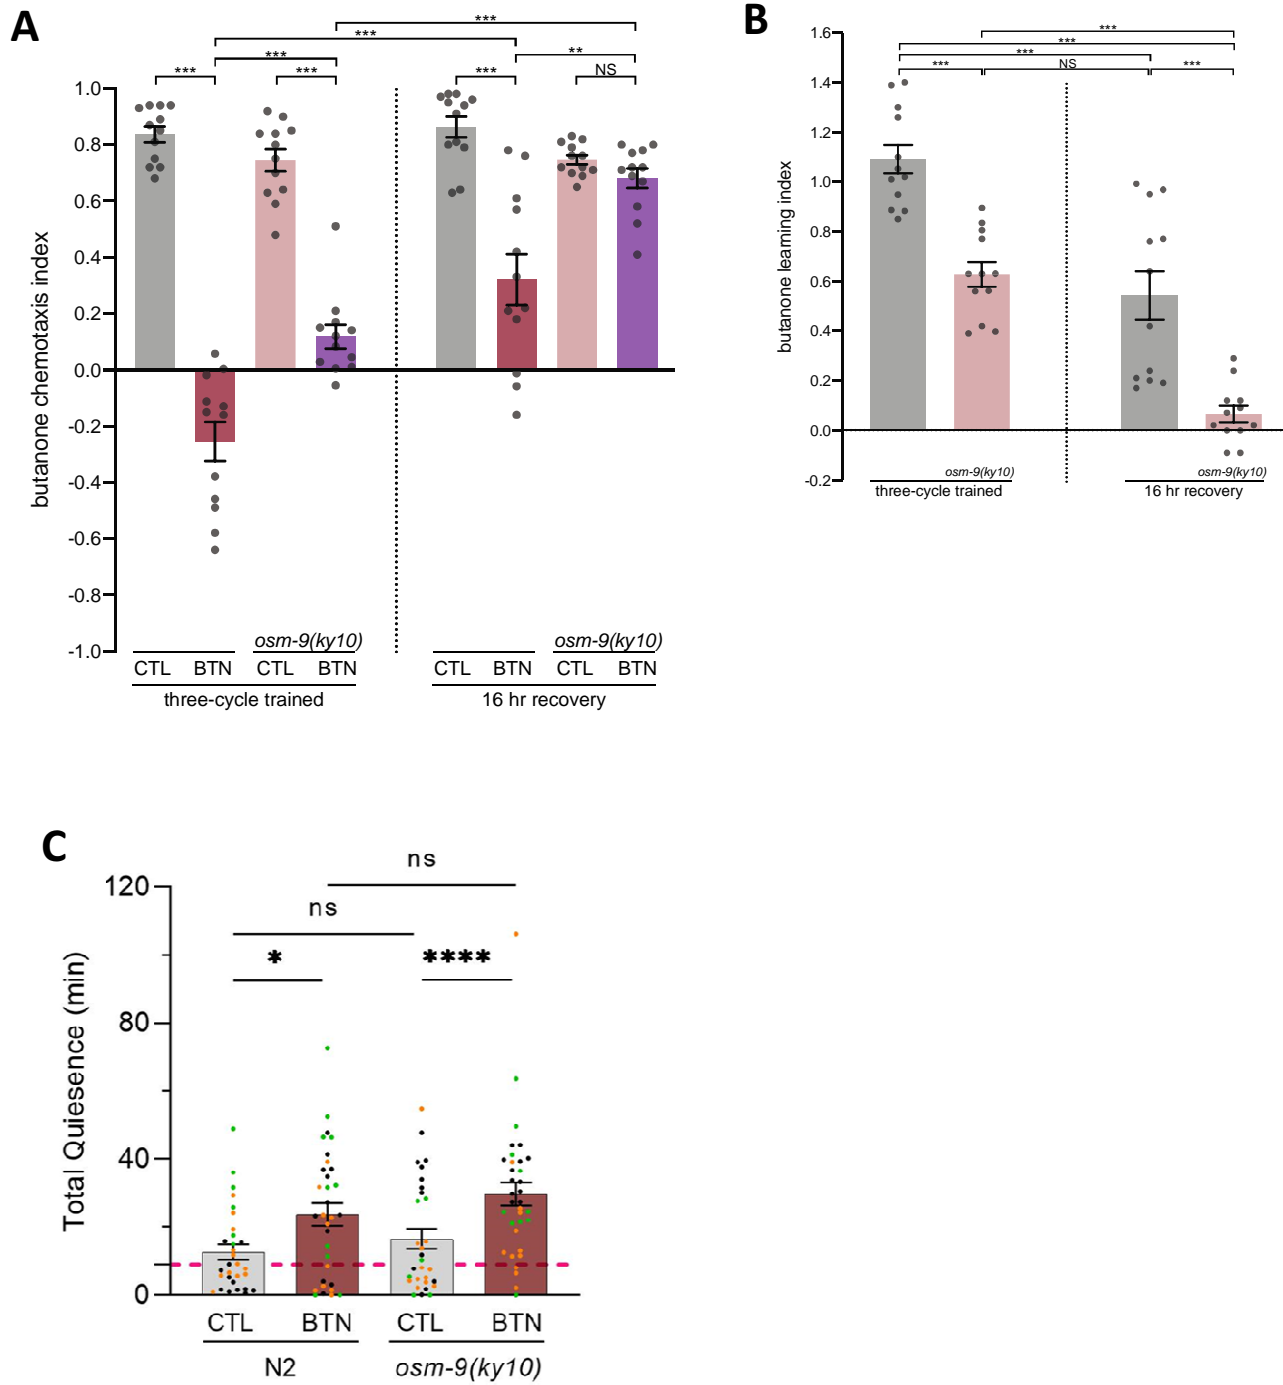 A
B
***
***
***
**
***
***
***
NS
butanone chemotaxis index
1.0
0.8
0.6
0.4
0.2
0.0
-0.2
-0.4
-0.6
-0.8
-1.0
osm-9(ky10)
osm-9(ky10)
CTL BTN CTL BTN CTL BTN CTL BTN
three-cycle trained 16 hr recovery
***
***
***
*** NS ***
butanone learning index
1.6
1.4
1.2
1.0
0.8
0.6
0.4
0.2
0.0
-0.2
osm-9(ky10) osm-9(ky10)
three-cycle trained 16 hr recovery
C
ns
ns
* ****
Total Quiesence (min)
120
80
40
0
CTL BTN CTL BTN
N2 osm-9(ky10)